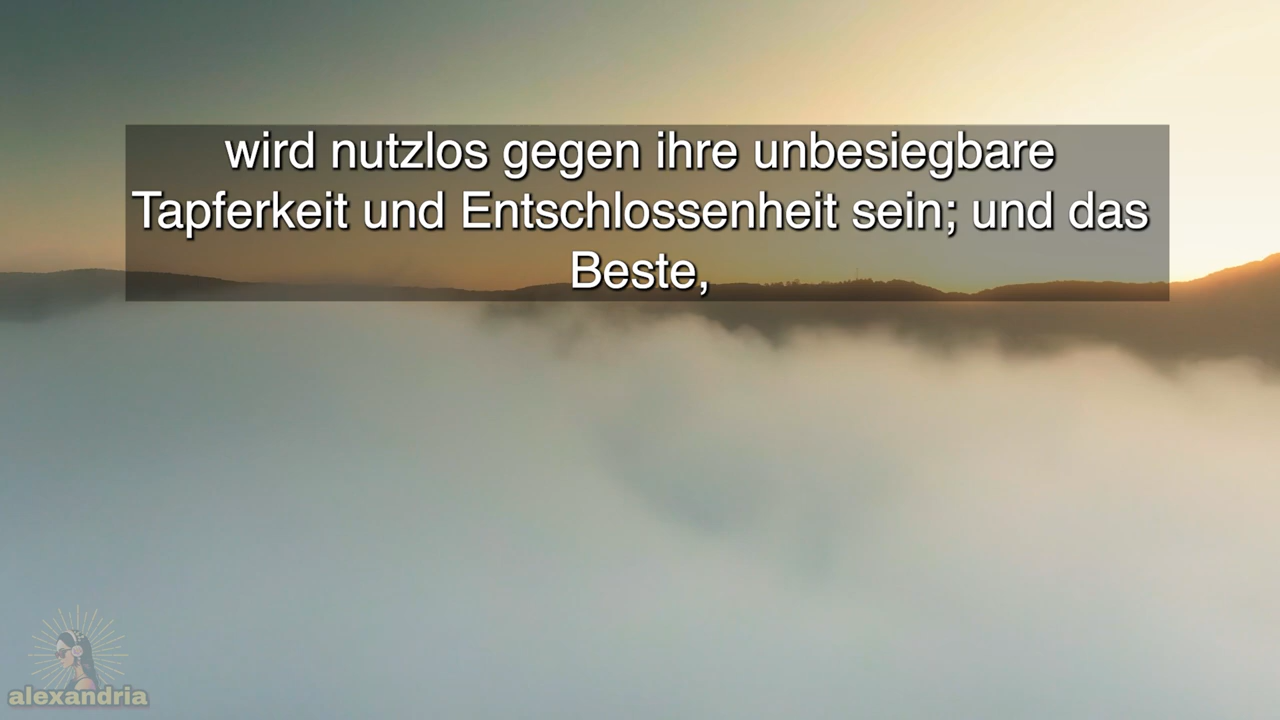 wird nutzlos gegen ihre unbesiegbare
Tapferkeit und Entschlossenheit sein; und das
Beste,
alexandria